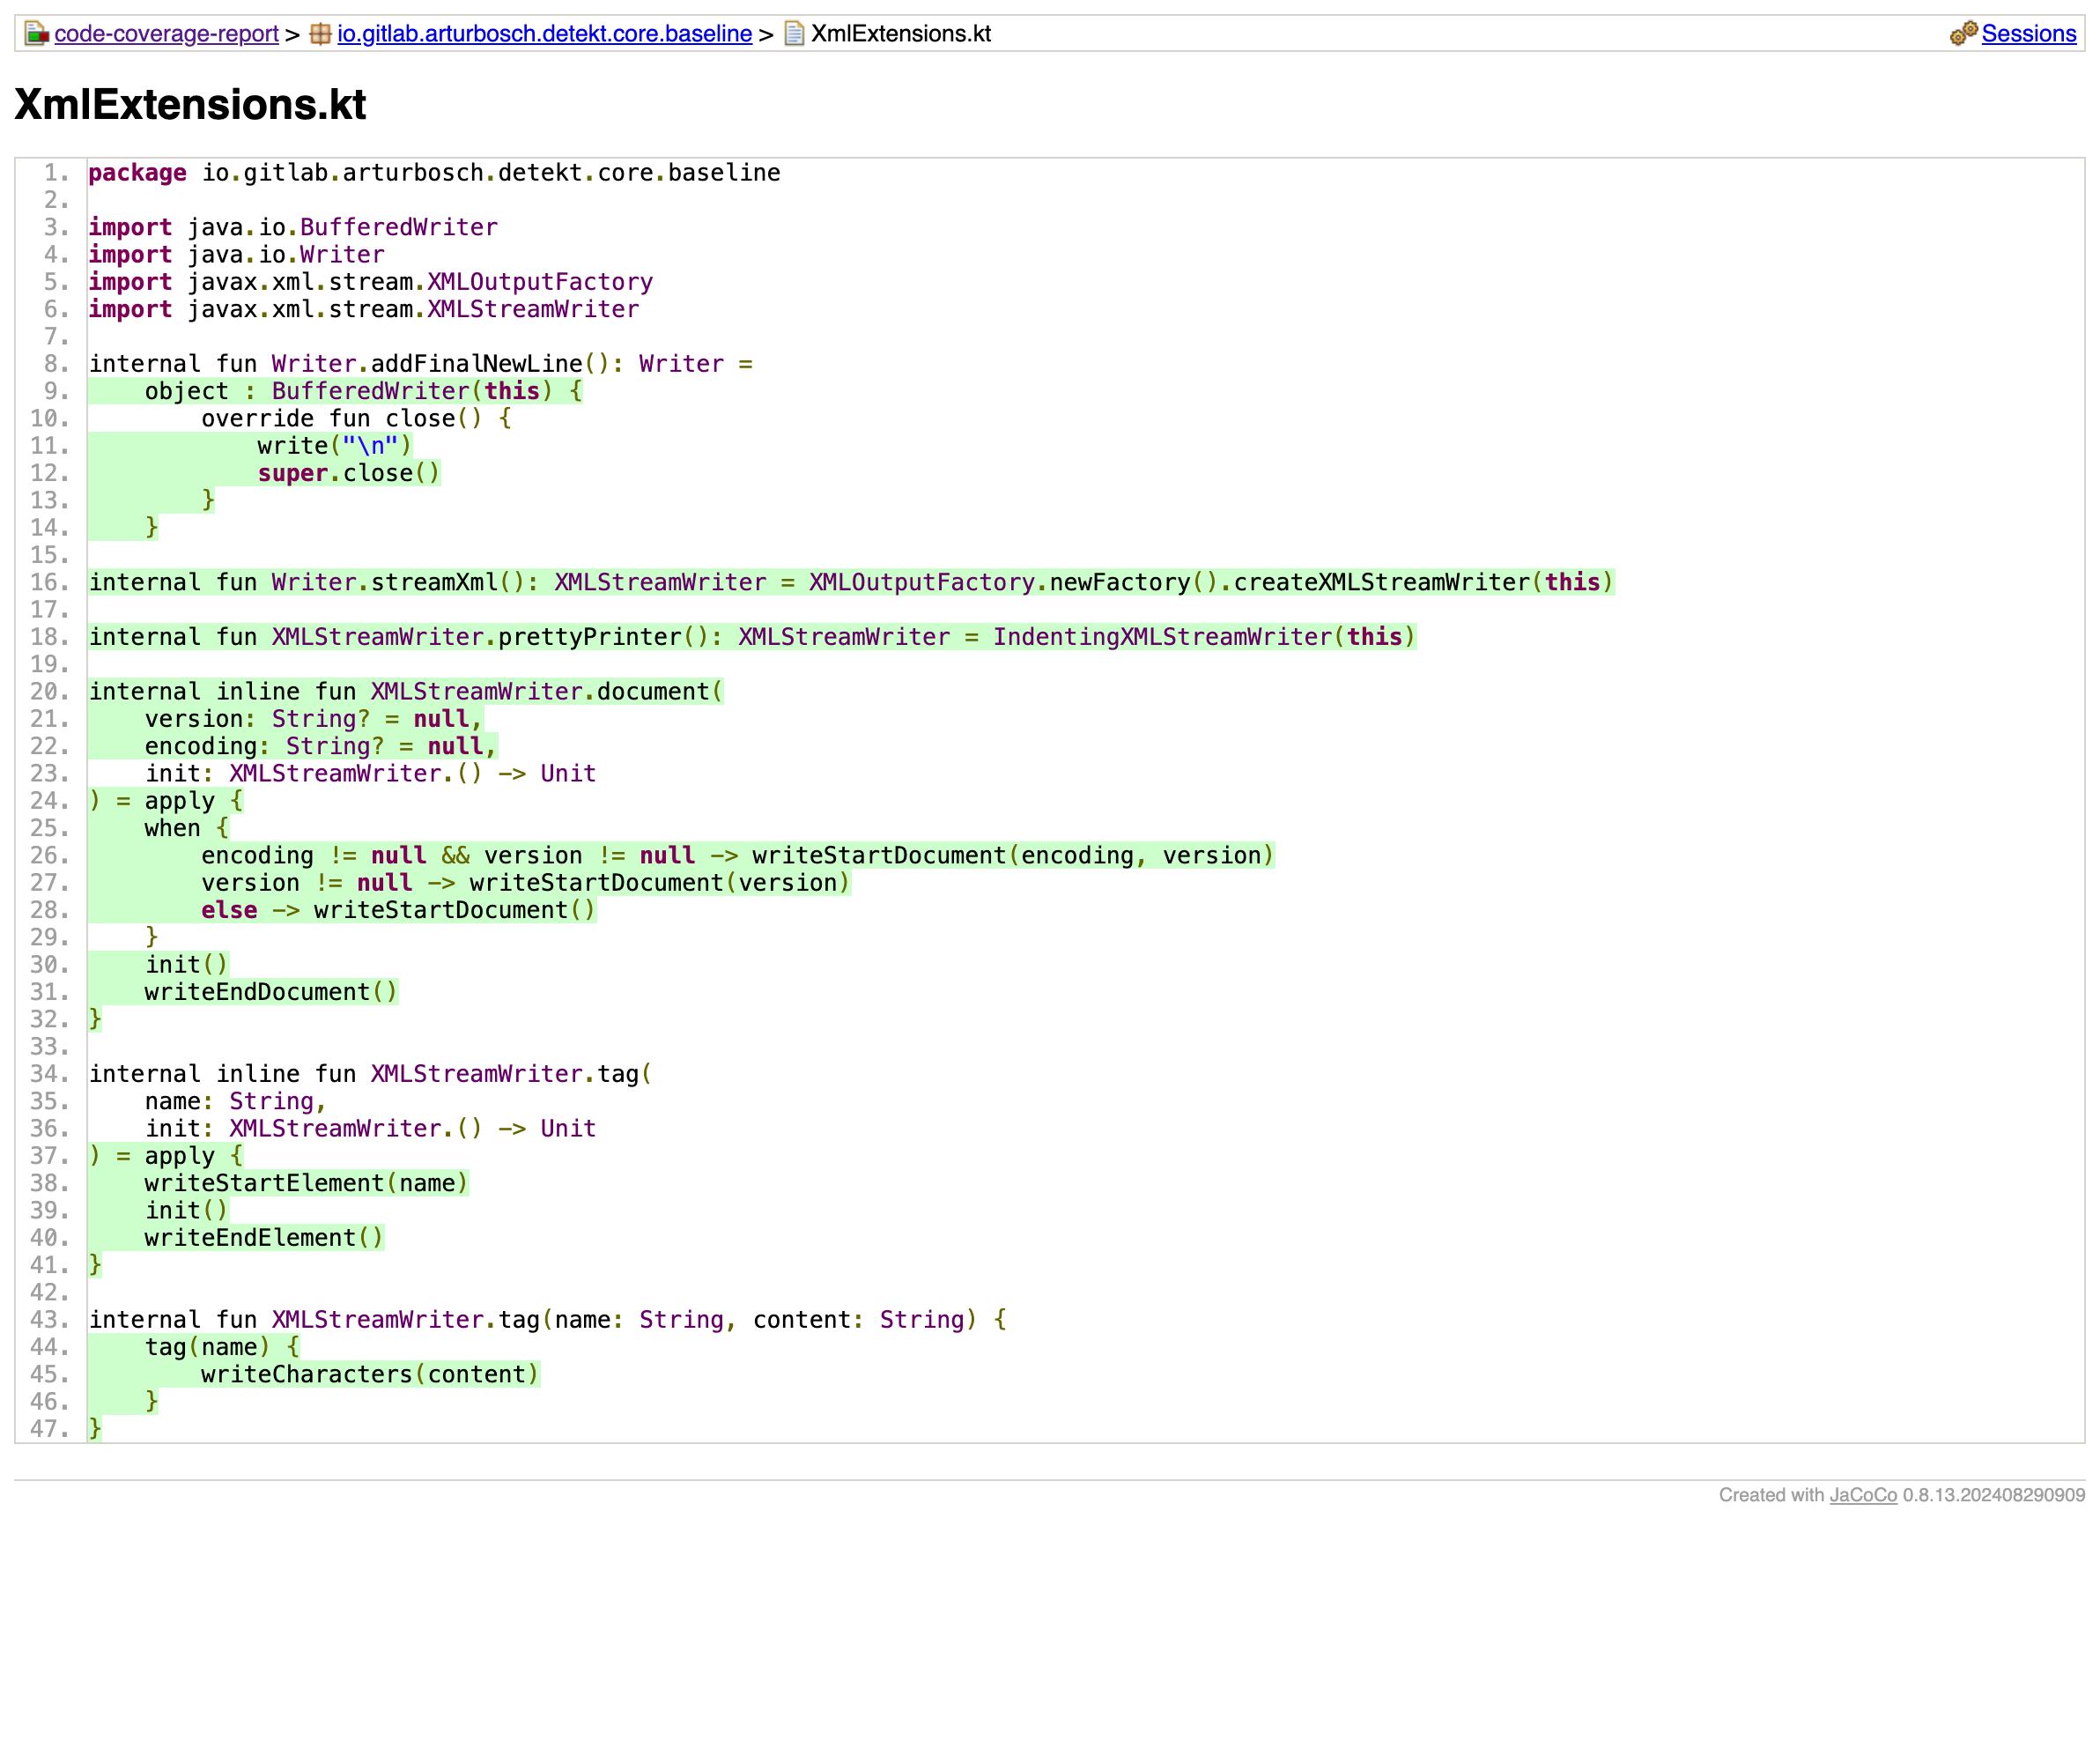 code-coverage-report > io.gitlab.arturbosch.detekt.core.baseline > XmlExtensions.kt Sessions
XmlExtensions.kt
1. package io.gitlab.arturbosch.detekt.core.baseline
2.
3. import java.io.BufferedWriter
4. import java.io.Writer
5. import javax.xml.stream.XMLOutputFactory
6. import javax.xml.stream.XMLStreamWriter
7.
8. internal fun Writer.addFinalNewLine(): Writer =
9.     object : BufferedWriter(this) {
10.         override fun close() {
11.             write("\n")
12.             super.close()
13.         }
14.     }
15.
16. internal fun Writer.streamXml(): XMLStreamWriter = XMLOutputFactory.newFactory().createXMLStreamWriter(this)
17.
18. internal fun XMLStreamWriter.prettyPrinter(): XMLStreamWriter = IndentingXMLStreamWriter(this)
19.
20. internal inline fun XMLStreamWriter.document(
21.     version: String? = null,
22.     encoding: String? = null,
23.     init: XMLStreamWriter.() -> Unit
24. ) = apply {
25.     when {
26.         encoding != null && version != null -> writeStartDocument(encoding, version)
27.         version != null -> writeStartDocument(version)
28.         else -> writeStartDocument()
29.     }
30.     init()
31.     writeEndDocument()
32. }
33.
34. internal inline fun XMLStreamWriter.tag(
35.     name: String,
36.     init: XMLStreamWriter.() -> Unit
37. ) = apply {
38.     writeStartElement(name)
39.     init()
40.     writeEndElement()
41. }
42.
43. internal fun XMLStreamWriter.tag(name: String, content: String) {
44.     tag(name) {
45.         writeCharacters(content)
46.     }
47. }
Created with JaCoCo 0.8.13.202408290909